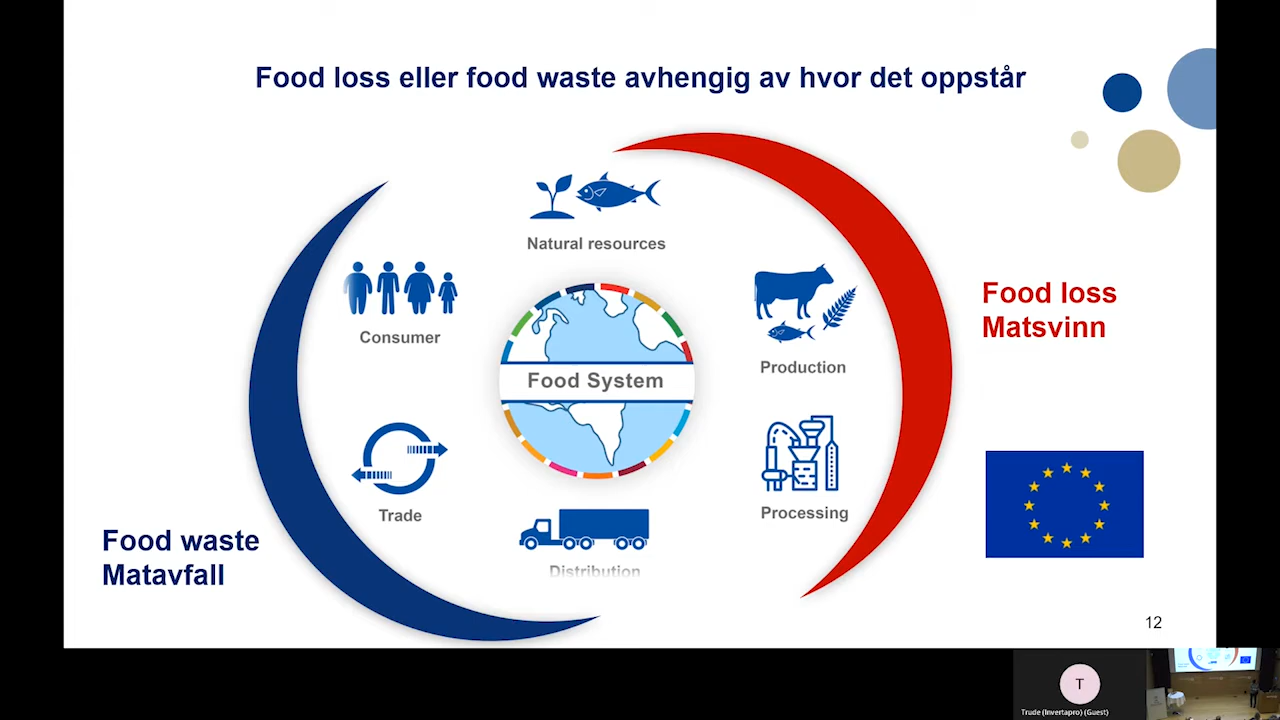 Food loss eller food waste avhengig av hvor det oppstår
Natural resources
Consumer
Food System
Production
Food loss
Matsvinn
Trade
Processing
Distribution
Food waste
Matavfall
12
T
Trude (Invertapro) (Guest)